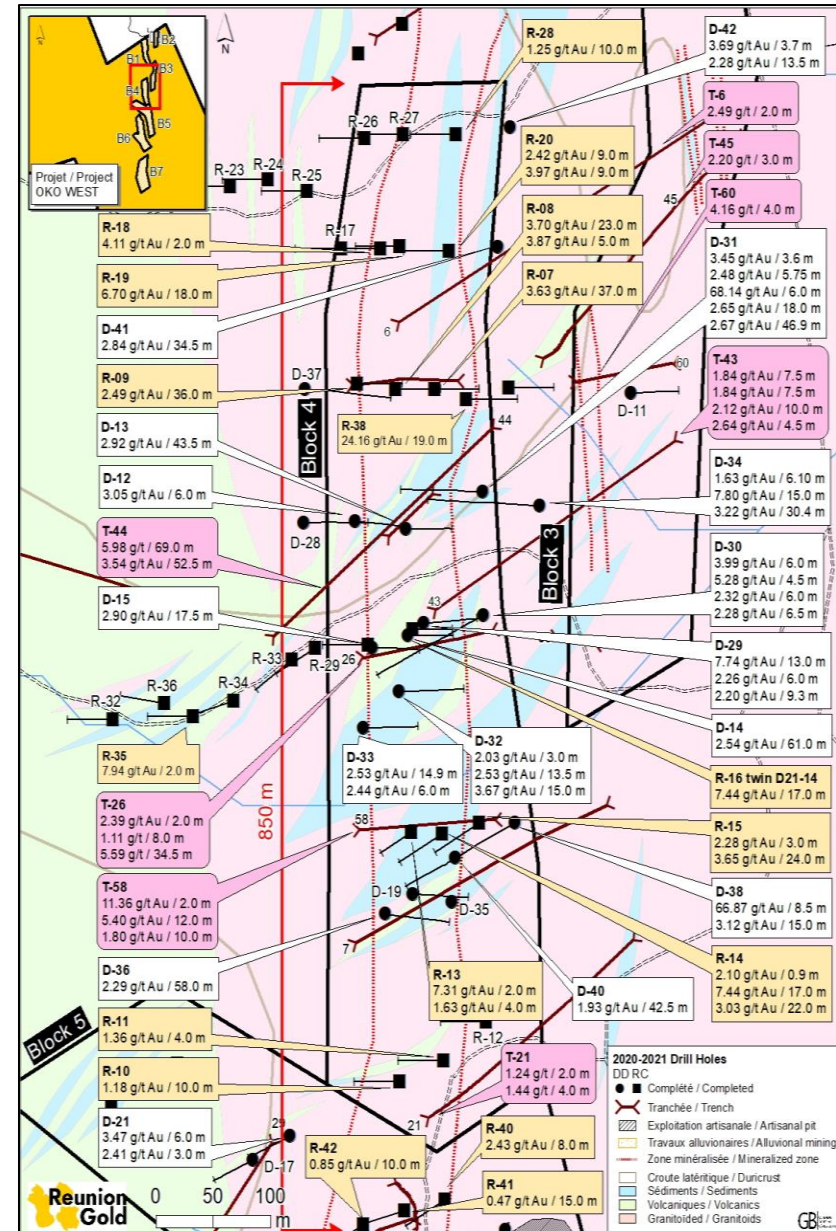 B2
B1
B3
B4
B5
B6
B7
Projet / Project
OKO WEST
N
R-28
1.25 g/t Au / 10.0 m
D-42
3.69 g/t Au / 3.7 m
2.28 g/t Au / 13.5 m
T-6
2.49 g/t / 2.0 m
R-26
R-27
R-23
R-24
R-25
R-20
2.42 g/t Au / 9.0 m
3.97 g/t Au / 9.0 m
T-45
2.20 g/t / 3.0 m
45
T-60
4.16 g/t / 4.0 m
R-17
R-18
4.11 g/t Au / 2.0 m
R-08
3.70 g/t Au / 23.0 m
3.87 g/t Au / 5.0 m
D-31
3.45 g/t Au / 3.6 m
2.48 g/t Au / 5.75 m
68.14 g/t Au / 6.0 m
2.65 g/t Au / 18.0 m
2.67 g/t Au / 46.9 m
R-19
6.70 g/t Au / 18.0 m
R-07
3.63 g/t Au / 37.0 m
D-41
2.84 g/t Au / 34.5 m
6
60
D-37
D-11
T-43
1.84 g/t Au / 7.5 m
1.84 g/t Au / 7.5 m
2.12 g/t Au / 10.0 m
2.64 g/t Au / 4.5 m
R-09
2.49 g/t Au / 36.0 m
Block 4
R-38
24.16 g/t Au / 19.0 m
44
D-13
2.92 g/t Au / 43.5 m
D-12
3.05 g/t Au / 6.0 m
D-34
1.63 g/t Au / 6.10 m
7.80 g/t Au / 15.0 m
3.22 g/t Au / 30.4 m
D-28
Block 3
T-44
5.98 g/t / 69.0 m
3.54 g/t Au / 52.5 m
D-30
3.99 g/t Au / 6.0 m
5.28 g/t Au / 4.5 m
2.32 g/t Au / 6.0 m
2.28 g/t Au / 6.5 m
D-15
2.90 g/t Au / 17.5 m
43
R-33
R-29
26
D-29
7.74 g/t Au / 13.0 m
2.26 g/t Au / 6.0 m
2.20 g/t Au / 9.3 m
R-36
R-34
R-32
D-14
2.54 g/t Au / 61.0 m
R-35
7.94 g/t Au / 2.0 m
D-33
2.53 g/t Au / 14.9 m
2.44 g/t Au / 6.0 m
D-32
2.03 g/t Au / 3.0 m
2.53 g/t Au / 13.5 m
3.67 g/t Au / 15.0 m
R-16 twin D21-14
7.44 g/t Au / 17.0 m
T-26
2.39 g/t Au / 2.0 m
1.11 g/t / 8.0 m
5.59 g/t / 34.5 m
850 m
58
R-15
2.28 g/t Au / 3.0 m
3.65 g/t Au / 24.0 m
T-58
11.36 g/t Au / 2.0 m
5.40 g/t Au / 12.0 m
1.80 g/t Au / 10.0 m
D-19
D-35
7
D-38
66.87 g/t Au / 8.5 m
3.12 g/t Au / 15.0 m
D-36
2.29 g/t Au / 58.0 m
R-13
7.31 g/t Au / 2.0 m
1.63 g/t Au / 4.0 m
D-40
1.93 g/t Au / 42.5 m
R-14
2.10 g/t Au / 0.9 m
7.44 g/t Au / 17.0 m
3.03 g/t Au / 22.0 m
Block 5
R-11
1.36 g/t Au / 4.0 m
R-12
R-10
1.18 g/t Au / 10.0 m
T-21
1.24 g/t / 2.0 m
1.44 g/t / 4.0 m
21
D-21
3.47 g/t Au / 6.0 m
2.41 g/t Au / 3.0 m
29
D-17
R-42
0.85 g/t Au / 10.0 m
R-40
2.43 g/t Au / 8.0 m
R-41
0.47 g/t Au / 15.0 m
Reunion
Gold
0 50 100
m
2020-2021 Drill Holes
DD RC
Complété / Completed
Tranchée / Trench
Exploitation artisanale / Artisanal pit
Travaux alluvionaires / Alluvional mining
Zone minéralisée / Mineralized zone
Croute latéritique / Duricrust
Sédiments / Sediments
Volcaniques / Volcanics
Granitoïded / Granitoids
GB